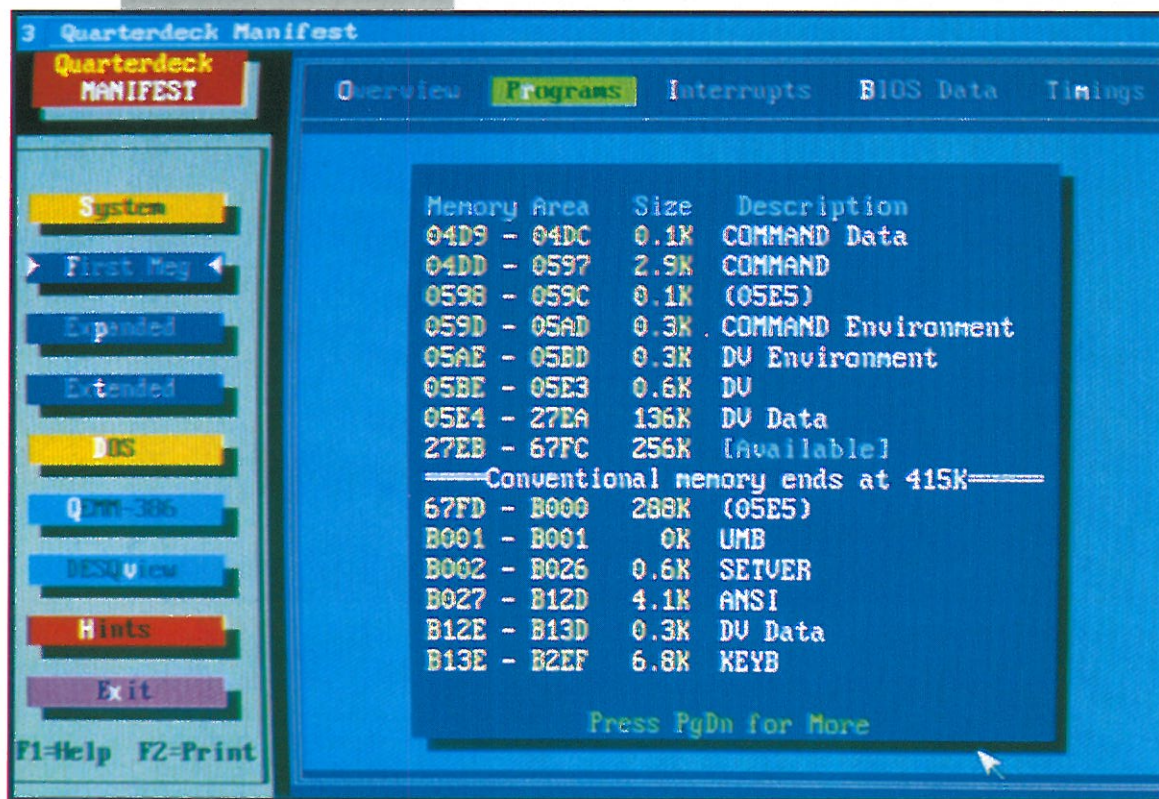 3 Quarterdeck Manifest
Quarterdeck
MANIFEST
Overview Programs Interrupts BIOS Data Timings
System
First Meg
Expanded
Extended
DOS
QEMM-386
DESQview
Hints
Exit
F1=Help F2=Print
Memory Area Size Description
04D9 - 04DC 0.1K COMMAND Data
04DD - 0597 2.9K COMMAND
0598 - 059C 0.1K (05E5)
059D - 05AD 0.3K COMMAND Environment
05AE - 05BD 0.3K DV Environment
05BE - 05E3 0.6K DV
05E4 - 27EA 136K DV Data
27EB - 67FC 256K [Available]
Conventional memory ends at 415K
67FD - B000 288K (05E5)
B001 - B001 0K UMB
B002 - B026 0.6K SETVER
B027 - B12D 4.1K ANSI
B12E - B13D 0.3K DV Data
B13E - B2EF 6.8K KEYB
Press PgDn for More